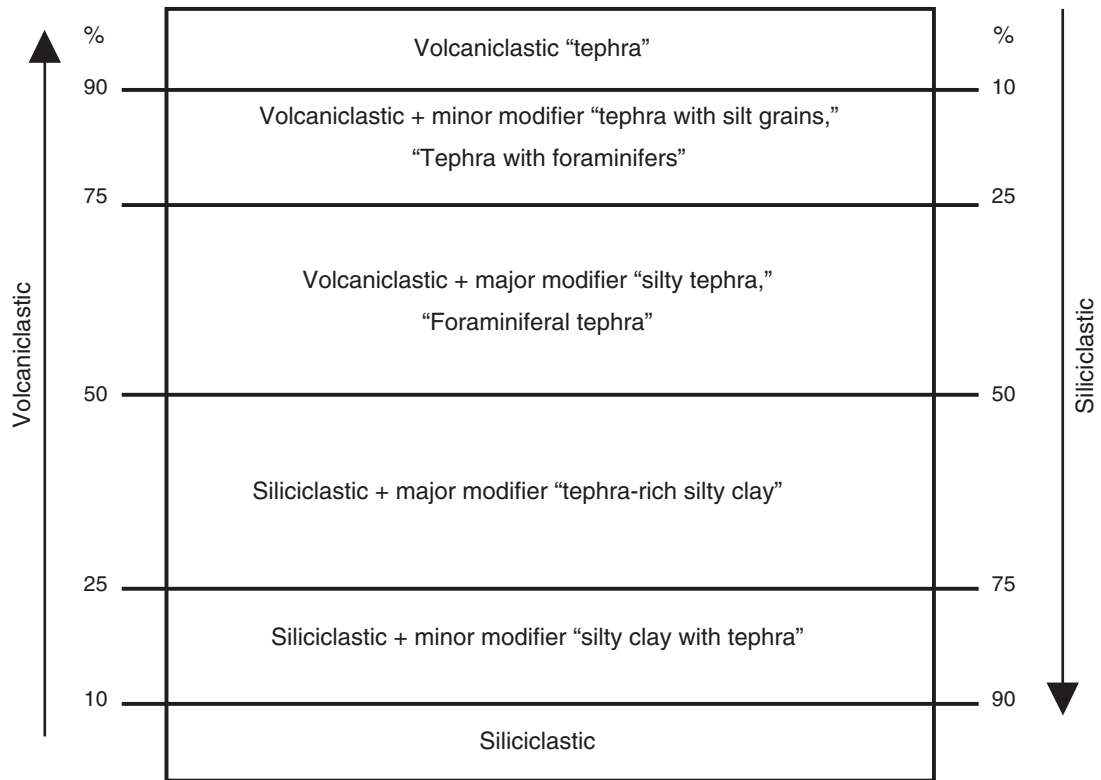 %
%
Volcaniclastic “tephra”
90
10
Volcaniclastic + minor modifier “tephra with silt grains,”
“Tephra with foraminifers”
75
25
Volcaniclastic + major modifier “silty tephra,”
“Foraminiferal tephra”
Volcaniclastic
Siliciclastic
50
50
Siliciclastic + major modifier “tephra-rich silty clay”
25
75
Siliciclastic + minor modifier “silty clay with tephra”
10
90
Siliciclastic